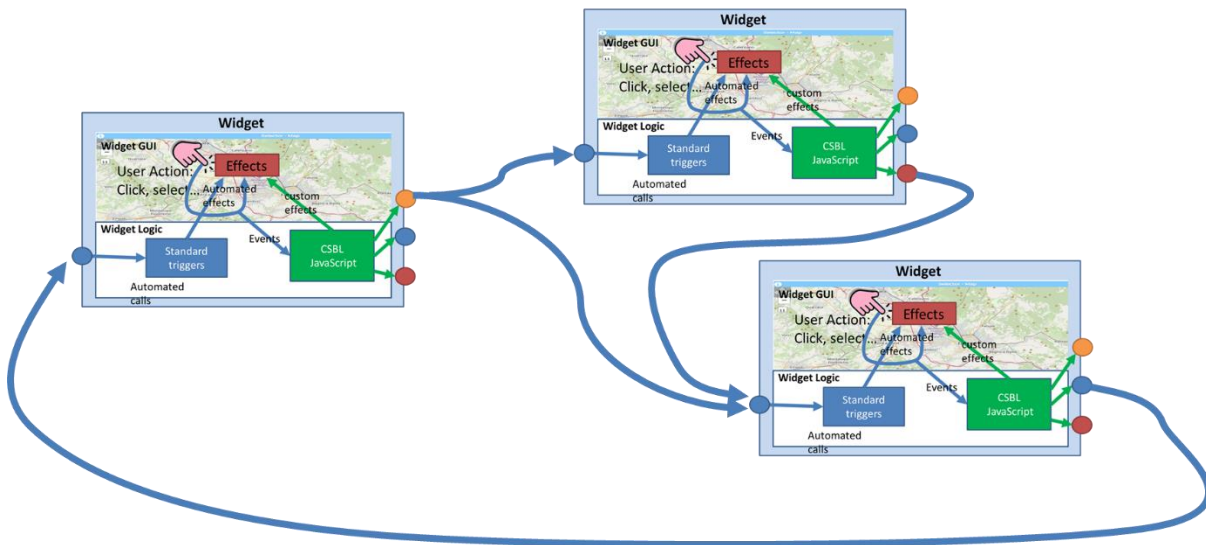 Widget
Widget GUI
User Action:
Click, select...
Effects
Automated
effects
custom
effects
Widget Logic
Events
Standard
triggers
CSBL
JavaScript
Automated
calls
Widget
Widget GUI
User Action:
Click, select...
Effects
Automated
effects
custom
effects
Widget Logic
Events
Standard
triggers
CSBL
JavaScript
Automated
calls
Widget
Widget GUI
User Action:
Click, select...
Effects
Automated
effects
custom
effects
Widget Logic
Events
Standard
triggers
CSBL
JavaScript
Automated
calls